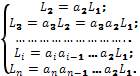 L₂ = a₂L₁;
L₃ = a₃L₂ = a₃a₂L₁;
........................
Lᵢ = aᵢaᵢ₋₁ ... a₂L₁;
Lₙ = aₙaₙ₋₁ ... a₂L₁.